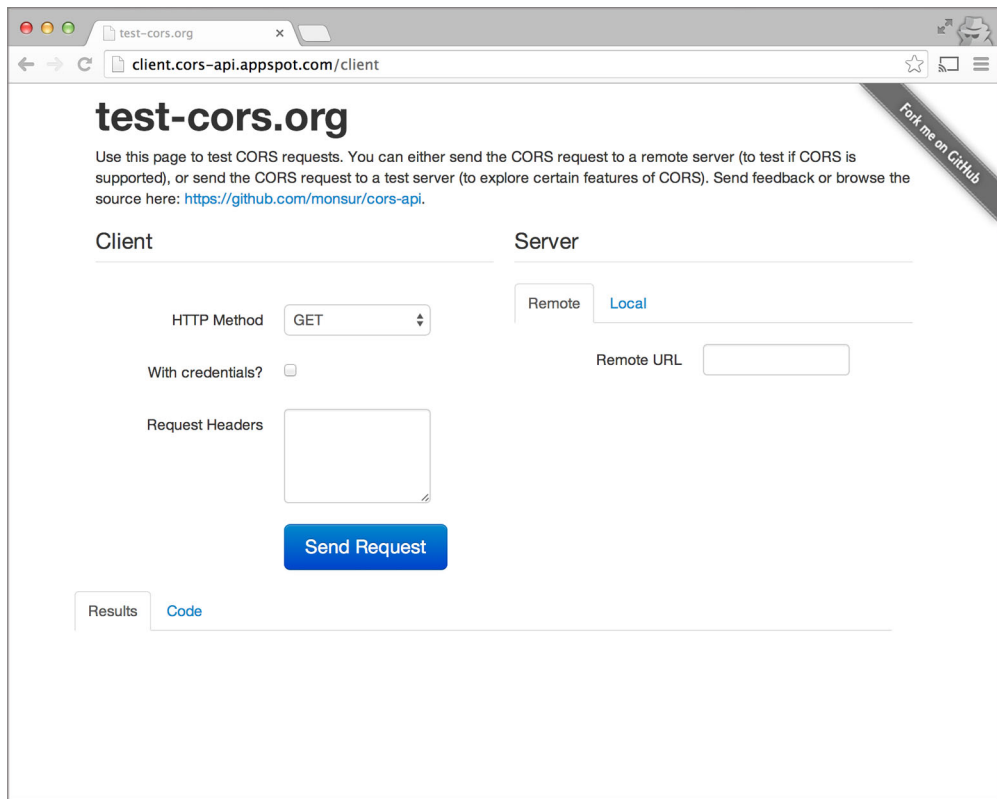 test-cors.org
client.cors-api.appspot.com/client
test-cors.org
Fork me on GitHub
Use this page to test CORS requests. You can either send the CORS request to a remote server (to test if CORS is
supported), or send the CORS request to a test server (to explore certain features of CORS). Send feedback or browse the
source here: https://github.com/monsur/cors-api.
Client
Server
Remote Local
HTTP Method GET
Remote URL
With credentials?
Request Headers
Send Request
Results Code